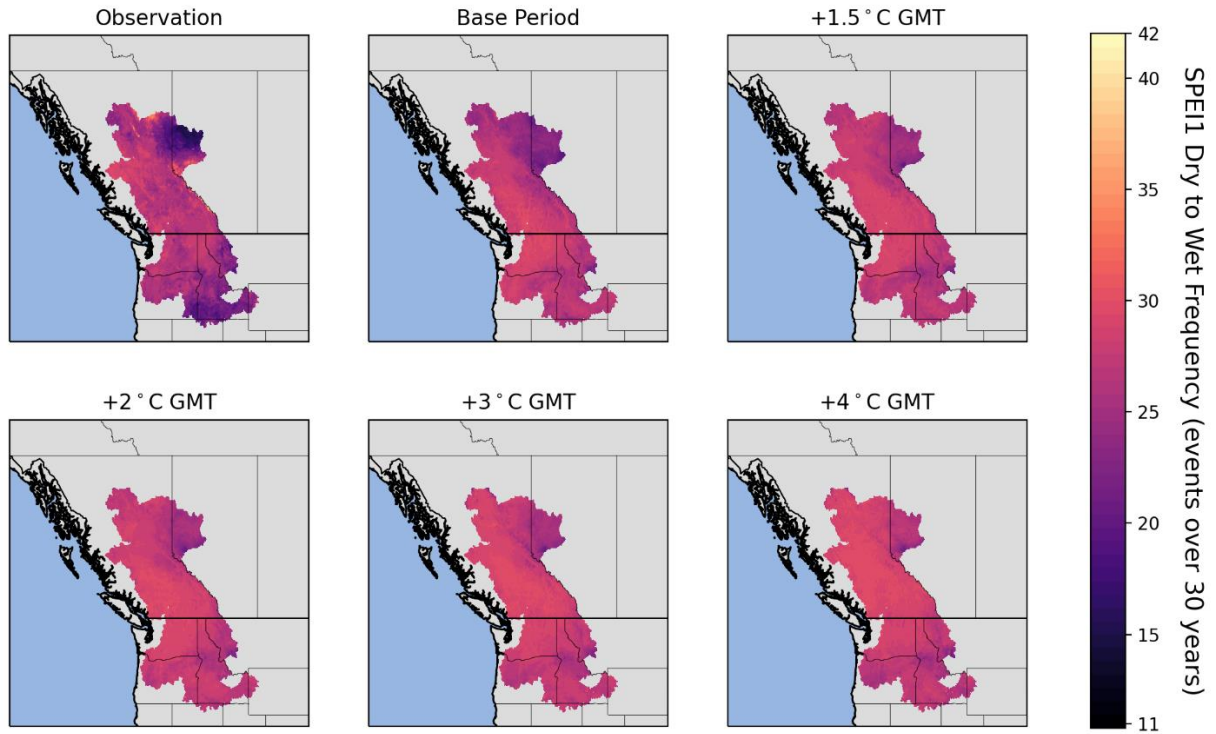 Observation
Base Period
+1.5°C GMT
+2°C GMT
+3°C GMT
+4°C GMT
42
40
35
30
25
20
15
11
SPEI1 Dry to Wet Frequency (events over 30 years)